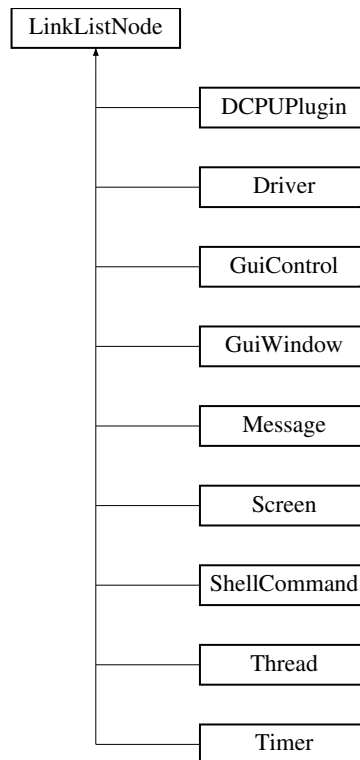 LinkListNode
DCPUPlugin
Driver
GuiControl
GuiWindow
Message
Screen
ShellCommand
Thread
Timer